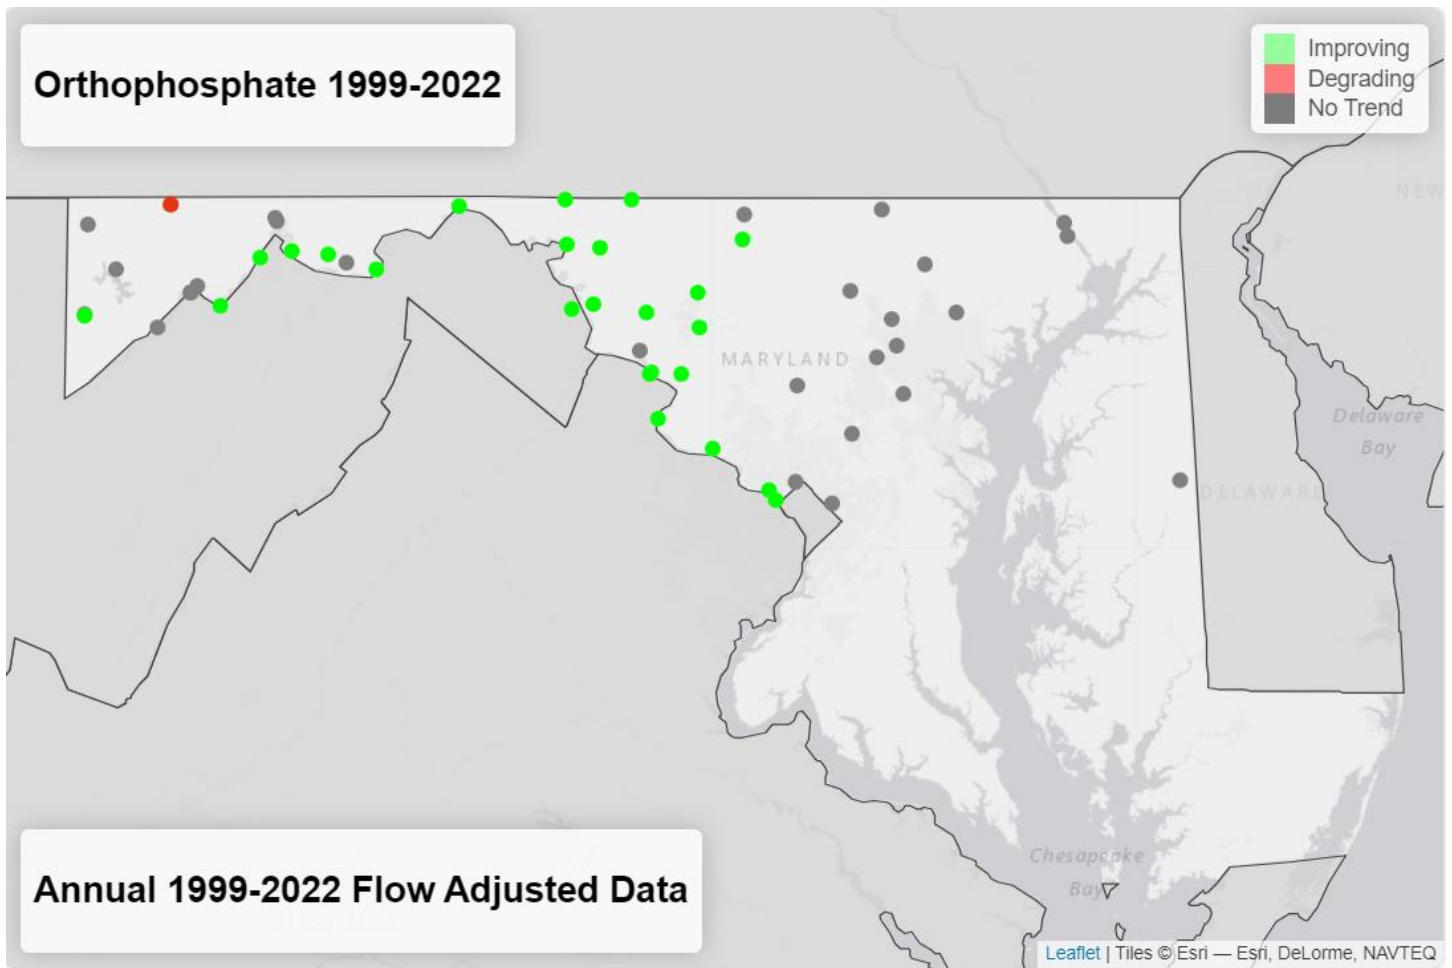 Orthophosphate 1999-2022
Improving
Degrading
No Trend
NEW
MARYLAND
Delaware
Bay
DELAWARE
Chesapeake
Bay
Annual 1999-2022 Flow Adjusted Data
Leaflet | Tiles © Esri — Esri, DeLorme, NAVTEQ